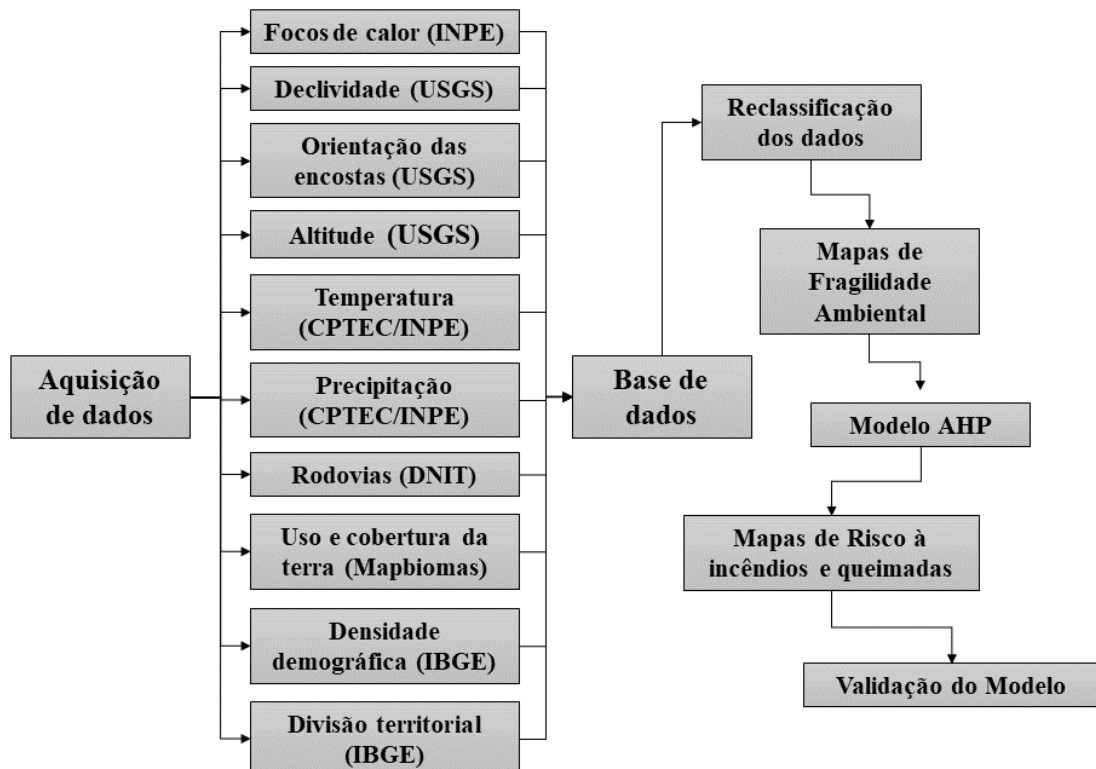 Aquisição
de dados
Focos de calor (INPE)
Declividade (USGS)
Orientação das
encostas (USGS)
Altitude (USGS)
Temperatura
(CPTEC/INPE)
Precipitação
(CPTEC/INPE)
Rodovias (DNIT)
Uso e cobertura da
terra (Mapbiomas)
Densidade
demográfica (IBGE)
Divisão territorial
(IBGE)
Base de
dados
Reclassificação
dos dados
Mapas de
Fragilidade
Ambiental
Modelo AHP
Mapas de Risco à
incêndios e queimadas
Validação do Modelo